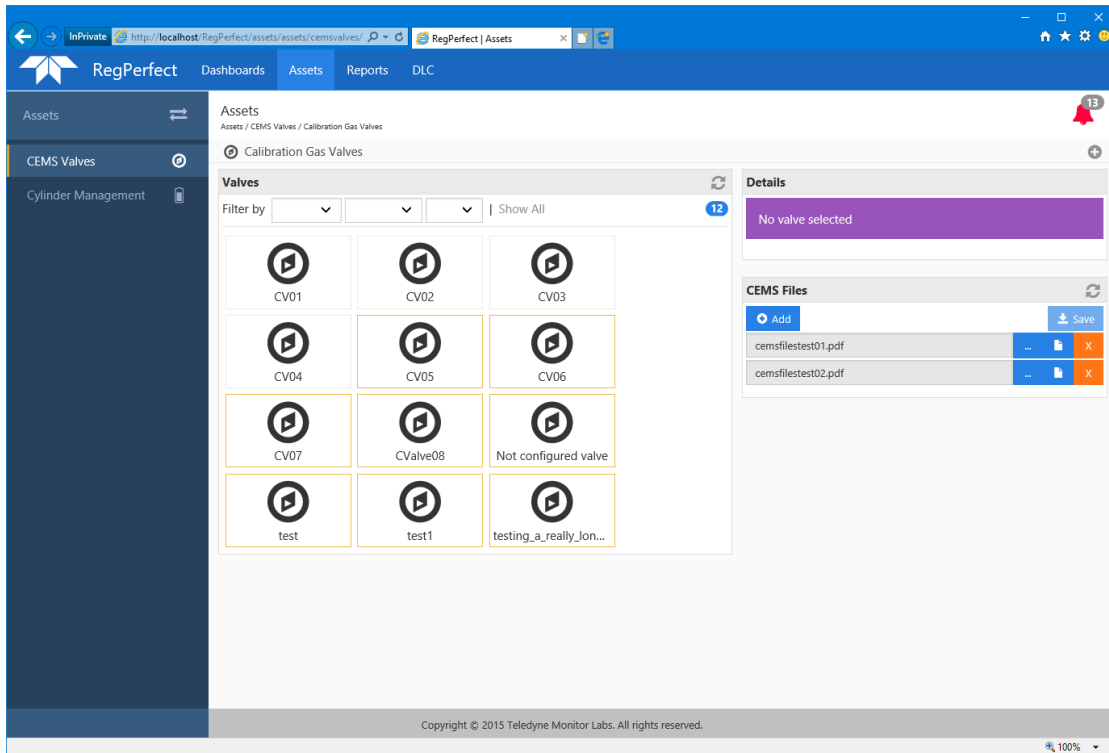 InPrivate http://localhost/RegPerfect/assets/assets/cemsvalves/ RegPerfect | Assets
RegPerfect Dashboards Assets Reports DLC
Assets
CEMS Valves
Cylinder Management
Assets
Assets / CEMS Valves / Calibration Gas Valves
13
Calibration Gas Valves
Valves
Filter by | Show All 12
CV01 CV02 CV03
CV04 CV05 CV06
CV07 CValve08 Not configured valve
test test1 testing_a_really_lon...
Details
No valve selected
CEMS Files
Add Save
cemsfilestest01.pdf ... X
cemsfilestest02.pdf ... X
Copyright © 2015 Teledyne Monitor Labs. All rights reserved.
100%